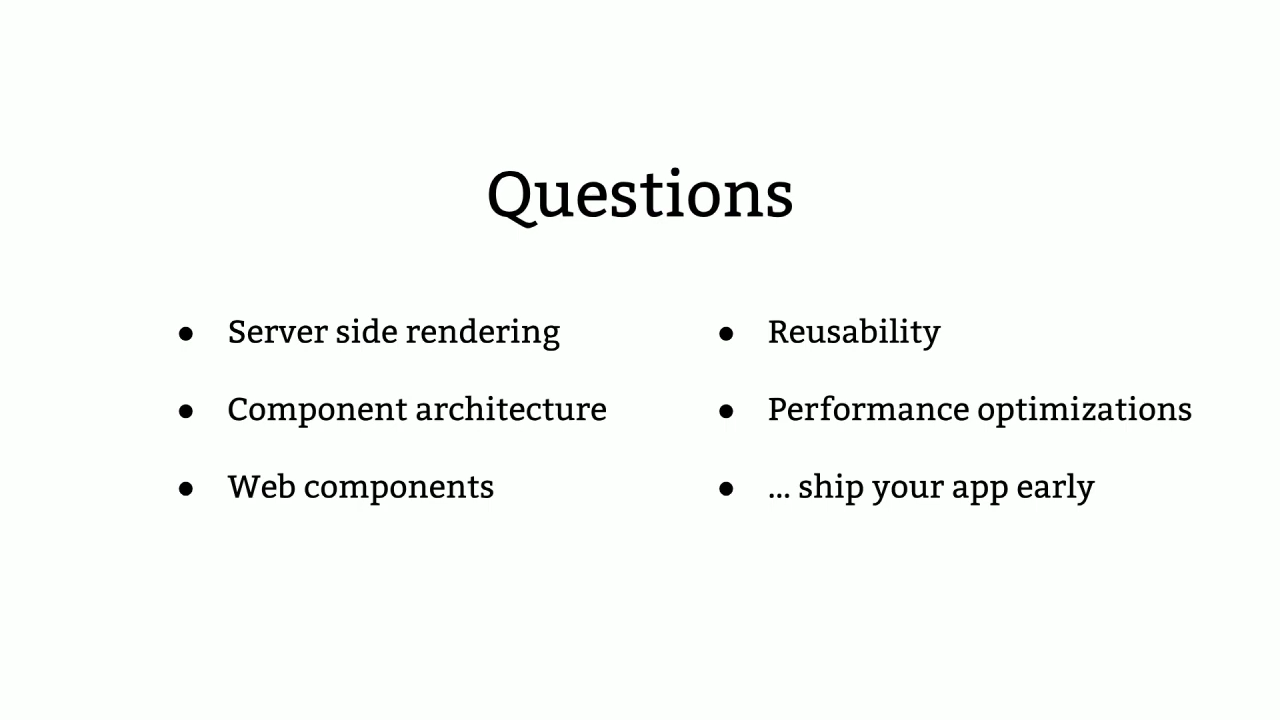 Questions
● Server side rendering
● Component architecture
● Web components
● Reusability
● Performance optimizations
● ... ship your app early